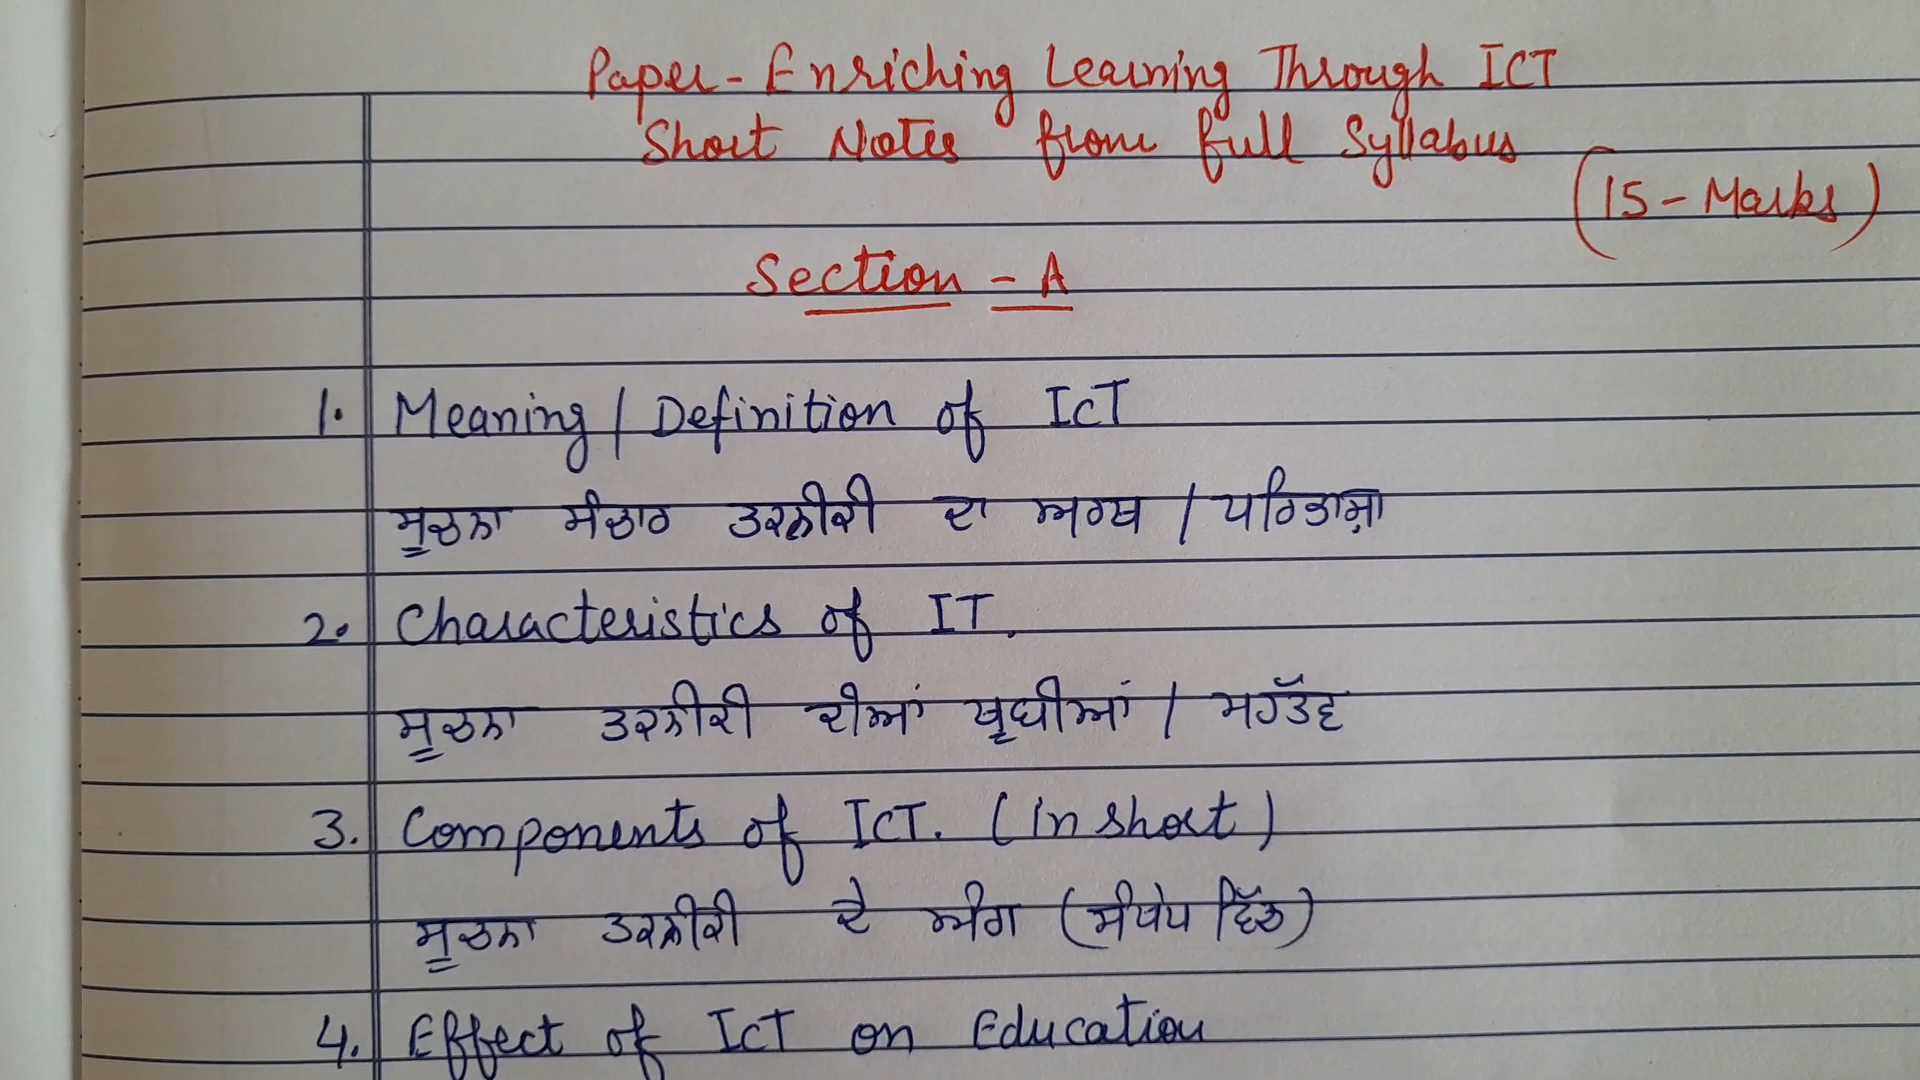 Paper - Enriching Learning Through ICT
Short Notes from full Syllabus
(15 - Marks)
Section - A
1. Meaning / Definition of ICT
ਸੂਚਨਾ ਸੰਚਾਰ ਤਕਨੀਕੀ ਦਾ ਅਰਥ / ਪਰਿਭਾਸ਼ਾ
2. Characteristics of IT.
ਸੂਚਨਾ ਤਕਨੀਕੀ ਦੀਆਂ ਖੂਬੀਆਂ / ਮਹੱਤਵ
3. Components of ICT. (in short)
ਸੂਚਨਾ ਤਕਨੀਕੀ ਦੇ ਅੰਗ (ਸੰਖੇਪ ਵਿੱਚ)
4. Effect of ICT on Education